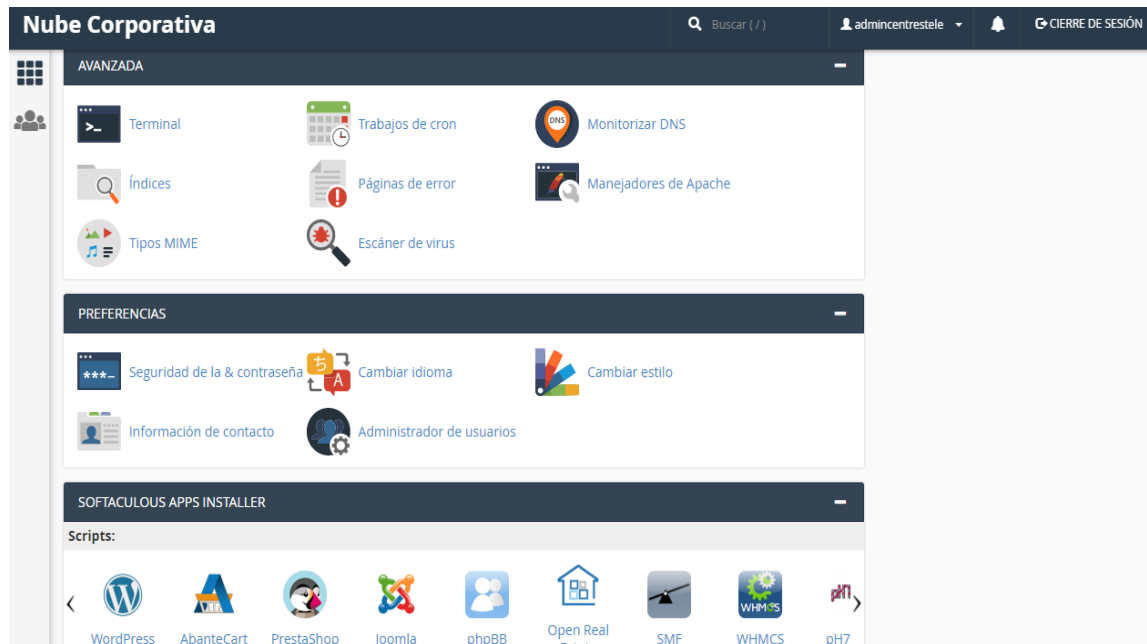 Nube Corporativa
Buscar ( / )
admincentrestele
CIERRE DE SESIÓN
AVANZADA
Terminal
Trabajos de cron
DNS
Monitorizar DNS
Índices
Páginas de error
Manejadores de Apache
Tipos MIME
Escáner de virus
PREFERENCIAS
Seguridad de la & contraseña
Cambiar idioma
Cambiar estilo
Información de contacto
Administrador de usuarios
SOFTACULOUS APPS INSTALLER
Scripts:
WHMCS
pH7
WordPress
AbanteCart
PrestaShop
Joomla
phpBB
Open Real
SMF
WHMCS
pH7